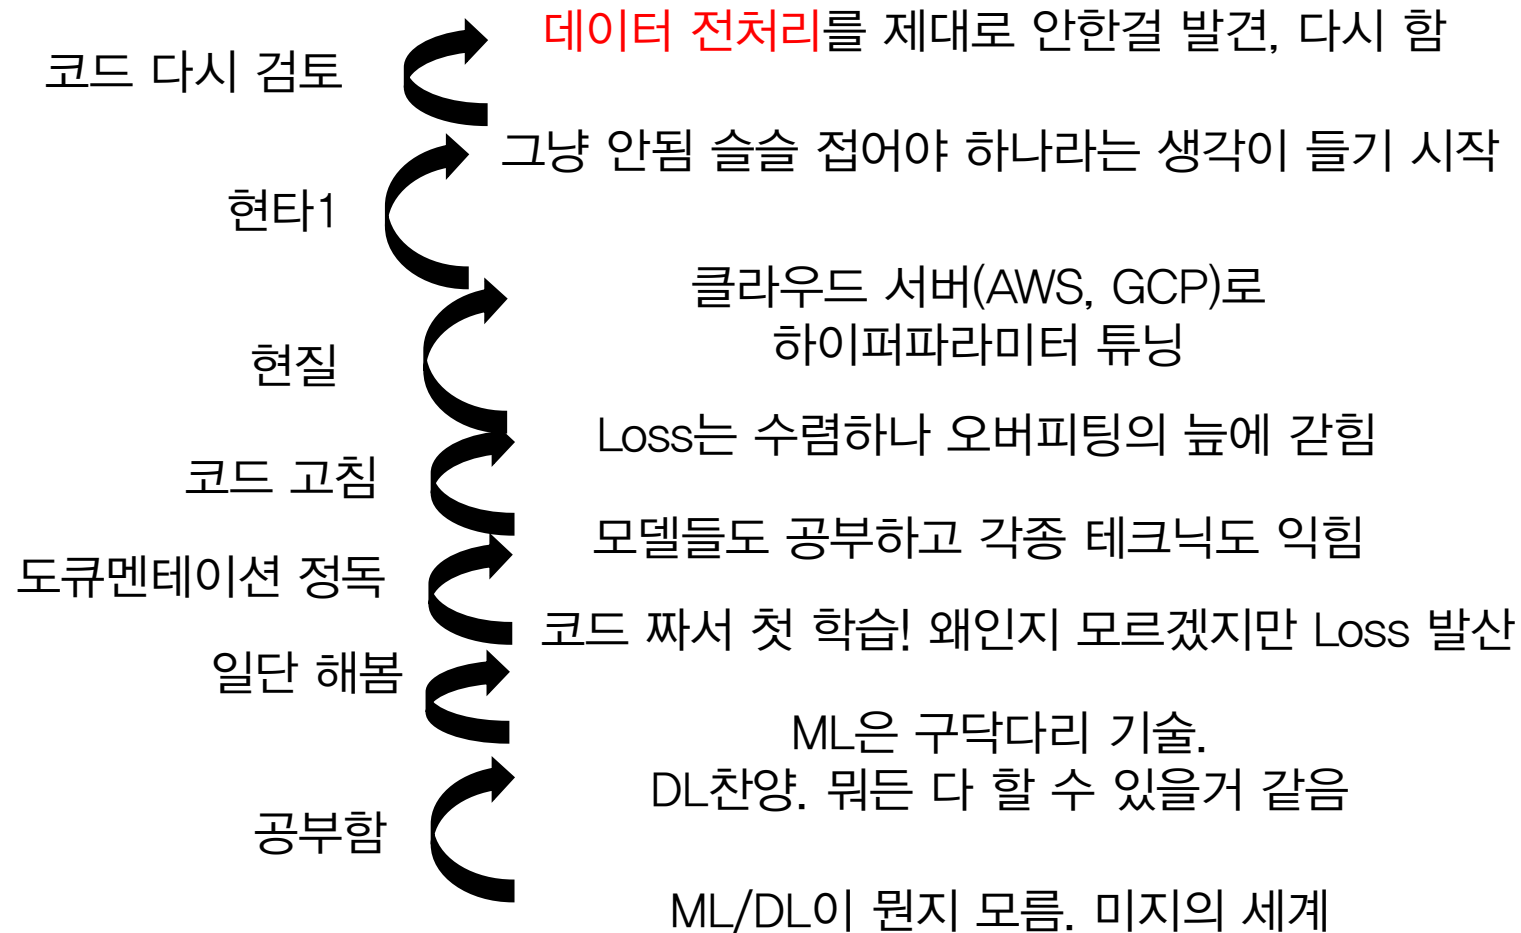 데이터 전처리를 제대로 안한걸 발견, 다시 함
코드 다시 검토
그냥 안됨 슬슬 접어야 하나라는 생각이 들기 시작
현타1
클라우드 서버(AWS, GCP)로
하이퍼파라미터 튜닝
현질
Loss는 수렴하나 오버피팅의 늪에 갇힘
코드 고침
모델들도 공부하고 각종 테크닉도 익힘
도큐멘테이션 정독
코드 짜서 첫 학습! 왜인지 모르겠지만 Loss 발산
일단 해봄
ML은 구닥다리 기술.
DL찬양. 뭐든 다 할 수 있을거 같음
공부함
ML/DL이 뭔지 모름. 미지의 세계